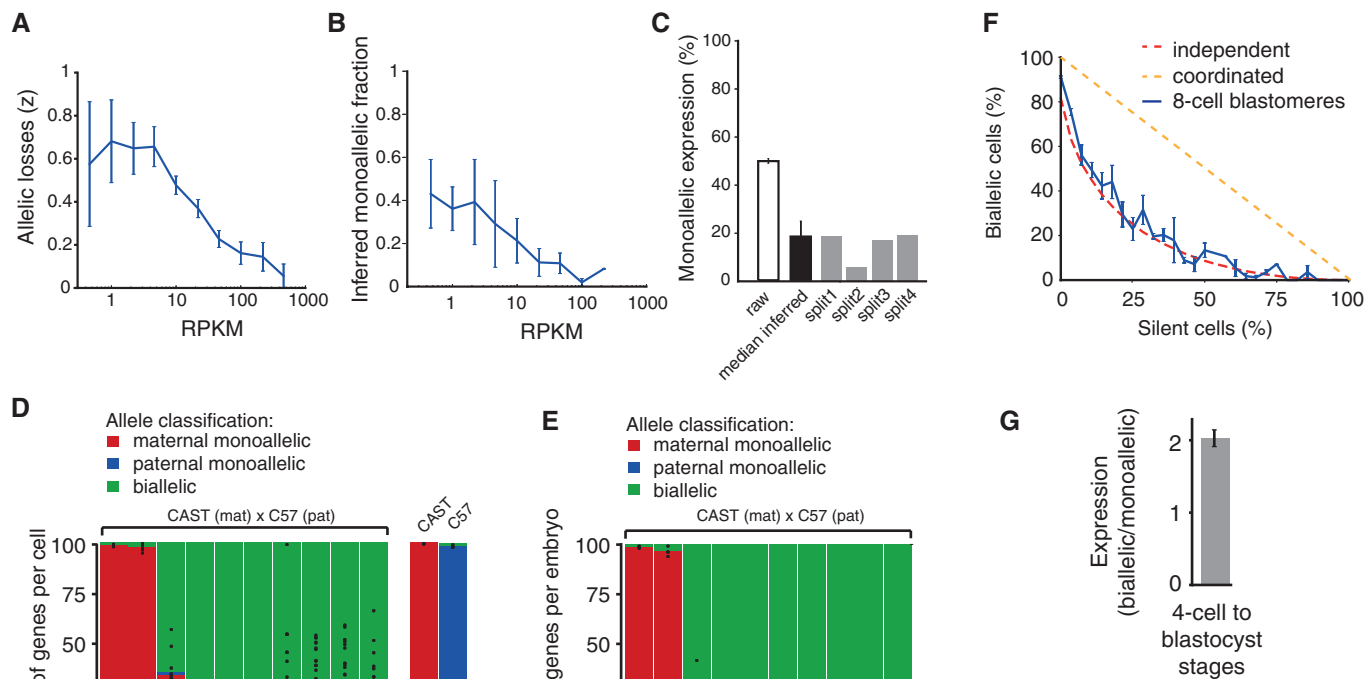 A
Allelic losses (z)
1
0.8
0.6
0.4
0.2
0
1 10 100 1000
RPKM
B
Inferred monoallelic fraction
1
0.8
0.6
0.4
0.2
0
1 10 100 1000
RPKM
C
Monoallelic expression (%)
100
80
60
40
20
0
raw
median inferred
split1
split2
split3
split4
F
independent
coordinated
8-cell blastomeres
Biallelic cells (%)
100
80
60
40
20
0
0 25 50 75 100
Silent cells (%)
D
Allele classification:
maternal monoallelic
paternal monoallelic
biallelic
CAST (mat) x C57 (pat)
CAST
C57
of genes per cell
100
75
50
E
Allele classification:
maternal monoallelic
paternal monoallelic
biallelic
CAST (mat) x C57 (pat)
genes per embryo
100
75
50
G
Expression
(biallelic/monoallelic)
2
1
0
4-cell to
blastocyst
stages